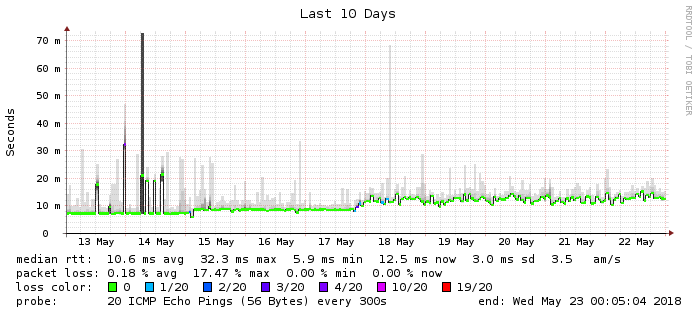 Last 10 Days
RRDTOOL / TOBI OETIKER
Seconds
70 m
60 m
50 m
40 m
30 m
20 m
10 m
0
13 May 14 May 15 May 16 May 17 May 18 May 19 May 20 May 21 May 22 May
median rtt: 10.6 ms avg 32.3 ms max 5.9 ms min 12.5 ms now 3.0 ms sd 3.5 am/s
packet loss: 0.18 % avg 17.47 % max 0.00 % min 0.00 % now
loss color: 0 1/20 2/20 3/20 4/20 10/20 19/20
probe: 20 ICMP Echo Pings (56 Bytes) every 300s end: Wed May 23 00:05:04 2018